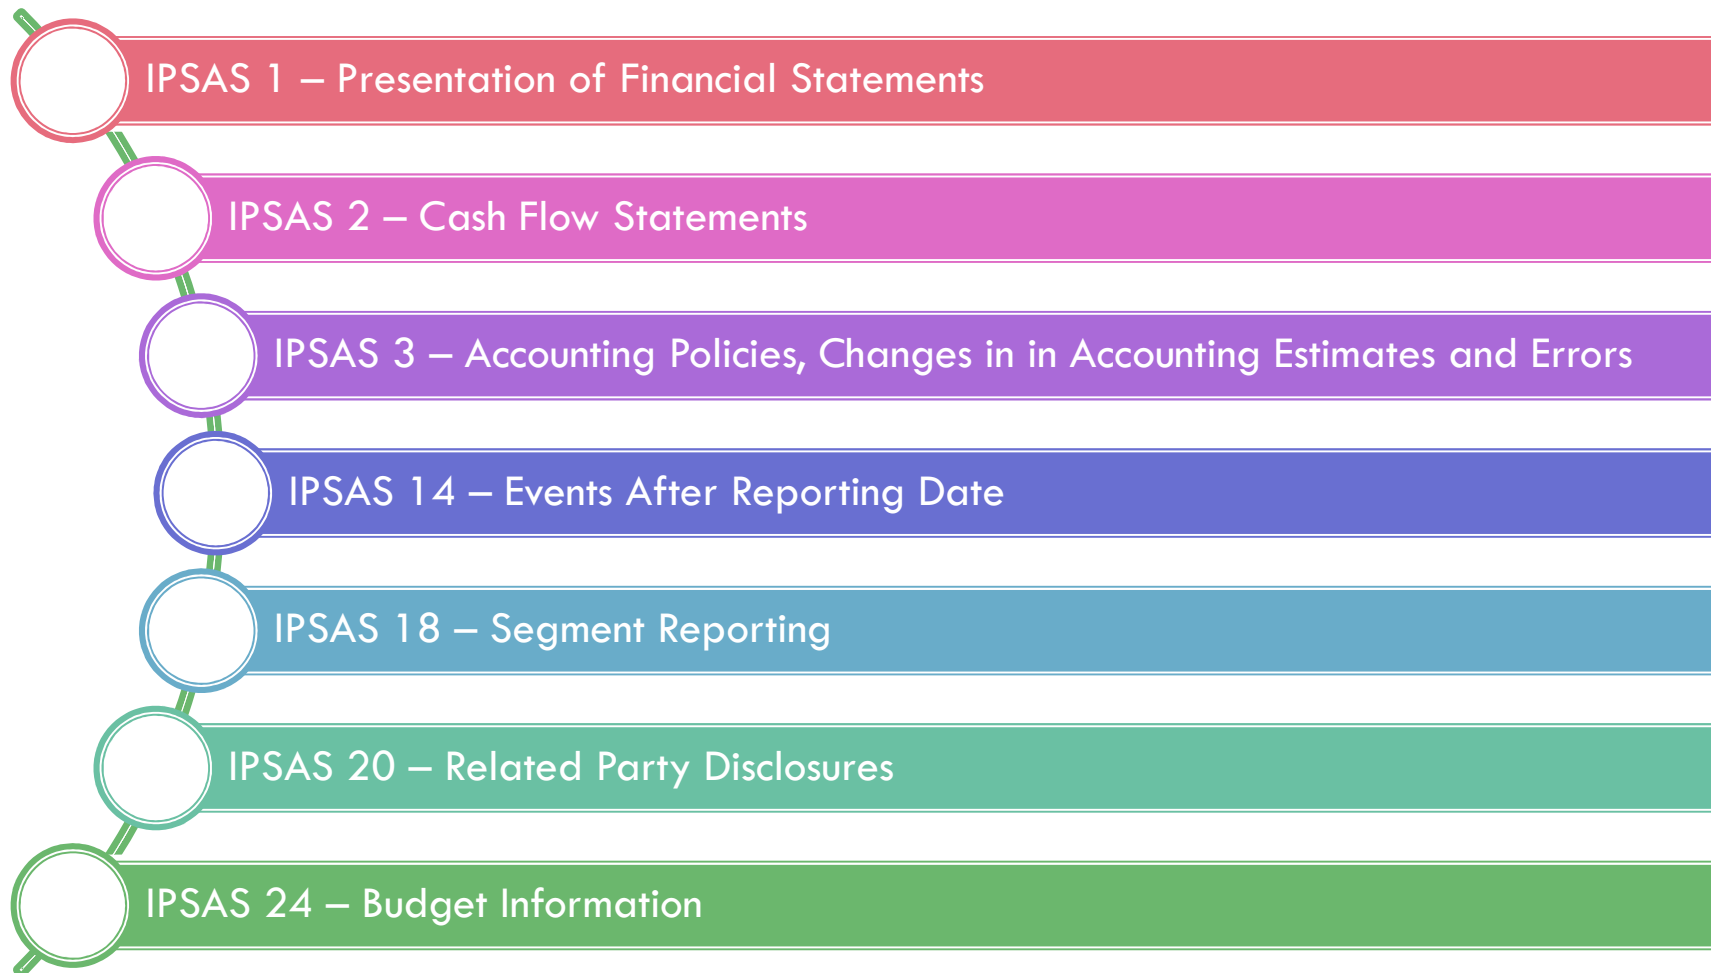 IPSAS 1 – Presentation of Financial Statements
IPSAS 2 – Cash Flow Statements
IPSAS 3 – Accounting Policies, Changes in in Accounting Estimates and Errors
IPSAS 14 – Events After Reporting Date
IPSAS 18 – Segment Reporting
IPSAS 20 – Related Party Disclosures
IPSAS 24 – Budget Information